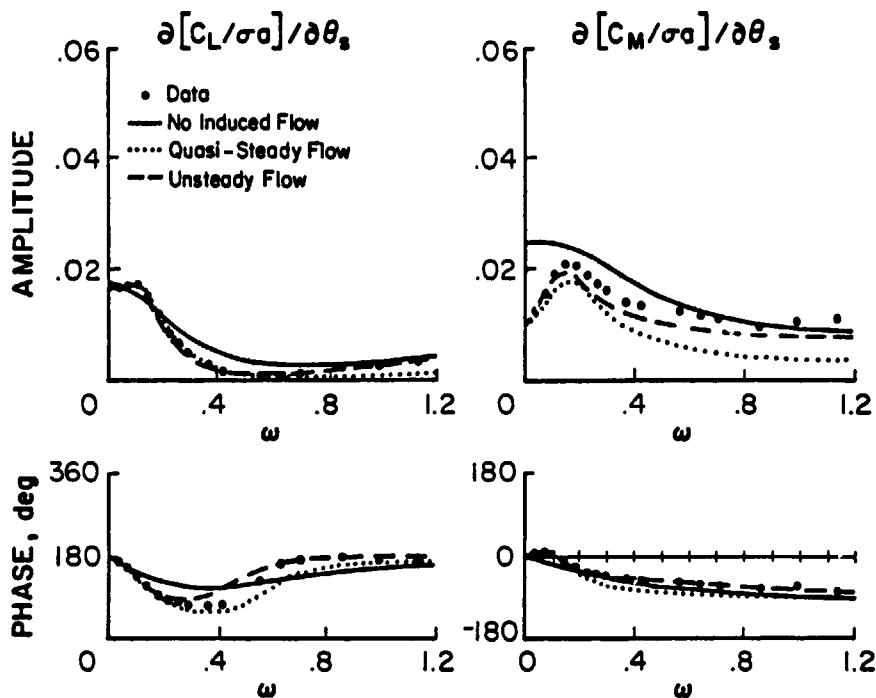 ∂[C_L/σa]/∂θ_s
∂[C_M/σa]/∂θ_s
AMPLITUDE
.06
.04
.02
0
.4
.8
1.2
ω
• Data
No Induced Flow
Quasi-Steady Flow
Unsteady Flow
.06
.04
.02
0
.4
.8
1.2
ω
PHASE, deg
360
180
0
.4
.8
1.2
ω
180
0
-180
0
.4
.8
1.2
ω